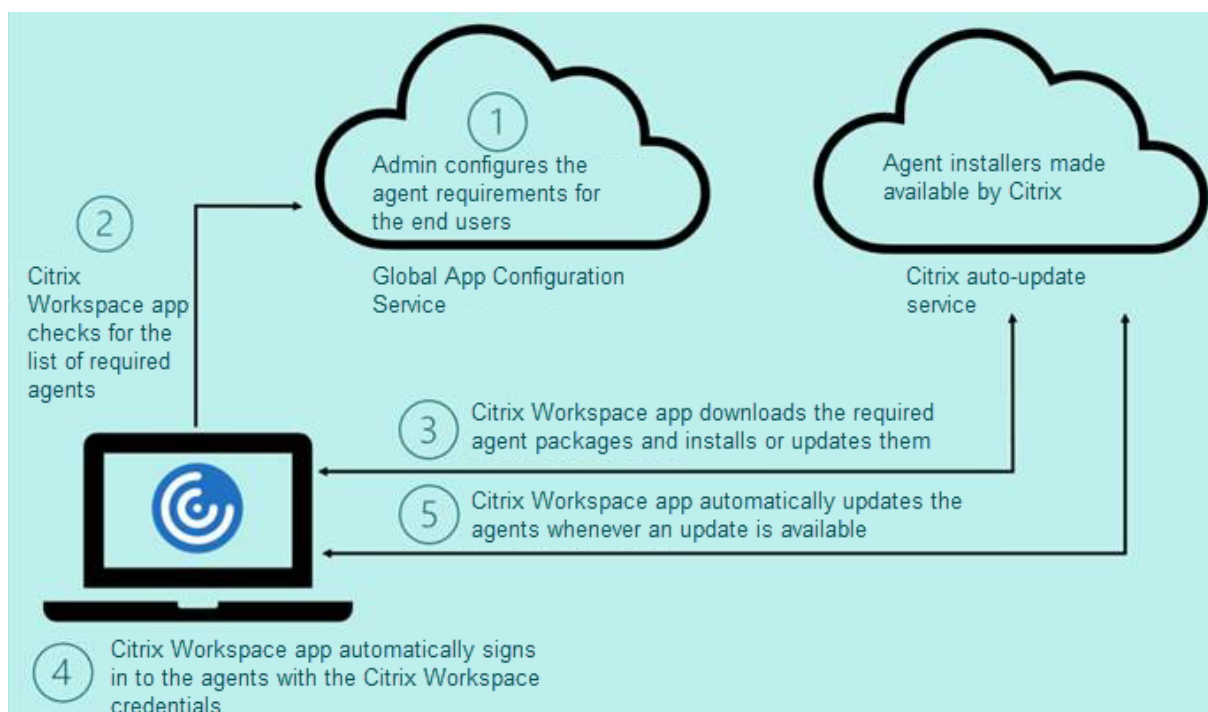 1
Admin configures the
agent requirements for
the end users
Global App Configuration
Service
Agent installers made
available by Citrix
Citrix auto-update
service
2
Citrix
Workspace app
checks for the
list of required
agents
3
Citrix Workspace app downloads the required
agent packages and installs or updates them
5
Citrix Workspace app automatically updates the
agents whenever an update is available
4
Citrix Workspace app automatically signs
in to the agents with the Citrix Workspace
credentials